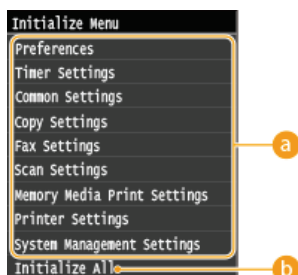 Initialize Menu
Preferences
Timer Settings
Common Settings
Copy Settings
Fax Settings
Scan Settings
Memory Media Print Settings
Printer Settings
System Management Settings
Initialize All
a
b